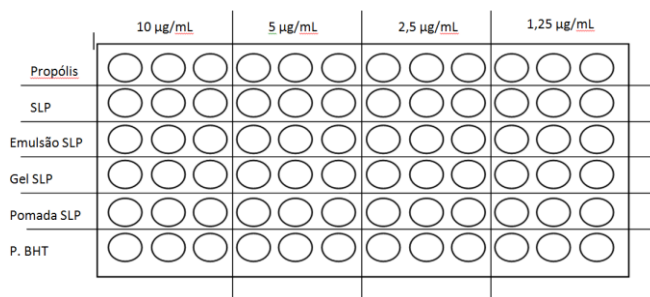 10 µg/mL 5 µg/mL 2,5 µg/mL 1,25 µg/mL
Propólis
SLP
Emulsão SLP
Gel SLP
Pomada SLP
P. BHT